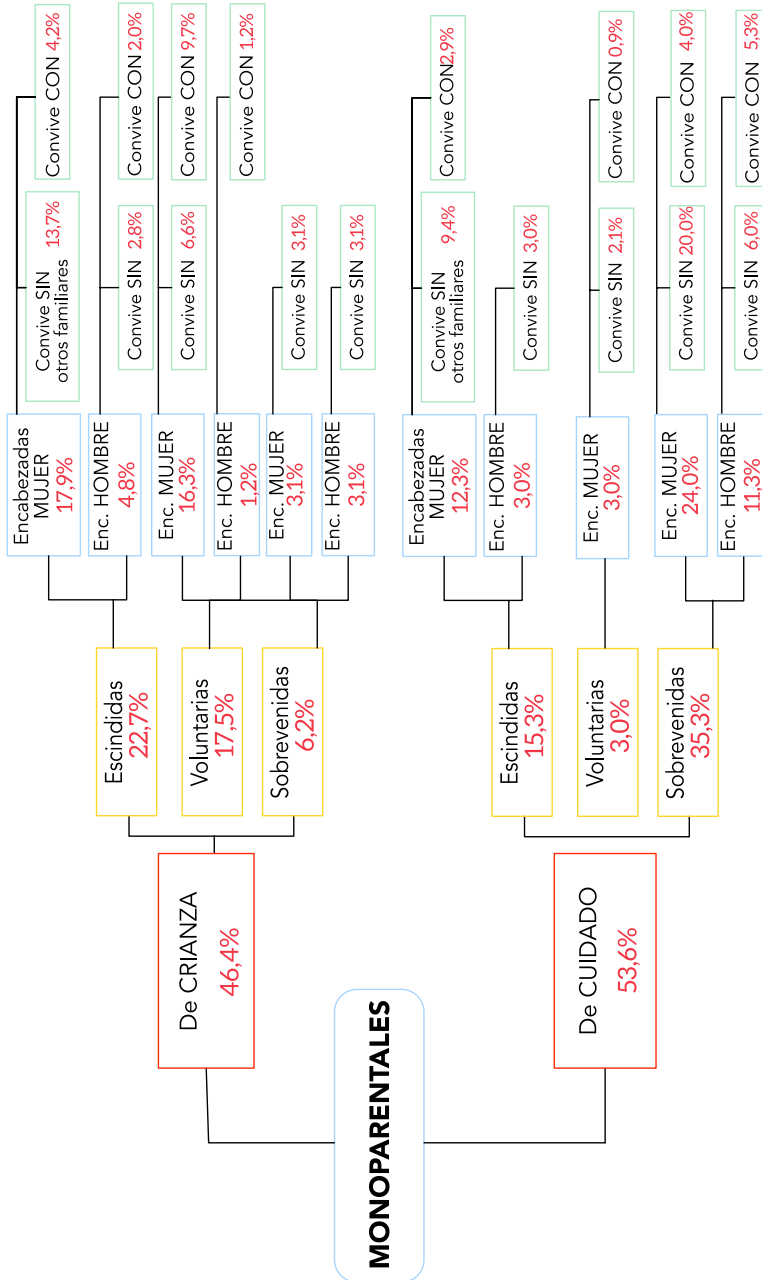 MONOPARENTALES
De CRIANZA
46,4%
Escindidas
22,7%
Encabezadas
MUJER
17,9%
Convive SIN
otros familiares
13,7%
Convive CON 4,2%
Enc. HOMBRE
4,8%
Convive SIN 2,8%
Convive CON 2,0%
Voluntarias
17,5%
Enc. MUJER
16,3%
Convive SIN 6,6%
Convive CON 9,7%
Enc. HOMBRE
1,2%
Convive CON 1,2%
Sobrevenidas
6,2%
Enc. MUJER
3,1%
Convive SIN 3,1%
Enc. HOMBRE
3,1%
Convive SIN 3,1%
De CUIDADO
53,6%
Escindidas
15,3%
Encabezadas
MUJER
12,3%
Convive SIN
otros familiares
9,4%
Convive CON 2,9%
Enc. HOMBRE
3,0%
Convive SIN 3,0%
Voluntarias
3,0%
Enc. MUJER
3,0%
Convive SIN 2,1%
Convive CON 0,9%
Sobrevenidas
35,3%
Enc. MUJER
24,0%
Convive SIN 20,0%
Convive CON 4,0%
Enc. HOMBRE
11,3%
Convive SIN 6,0%
Convive CON 5,3%